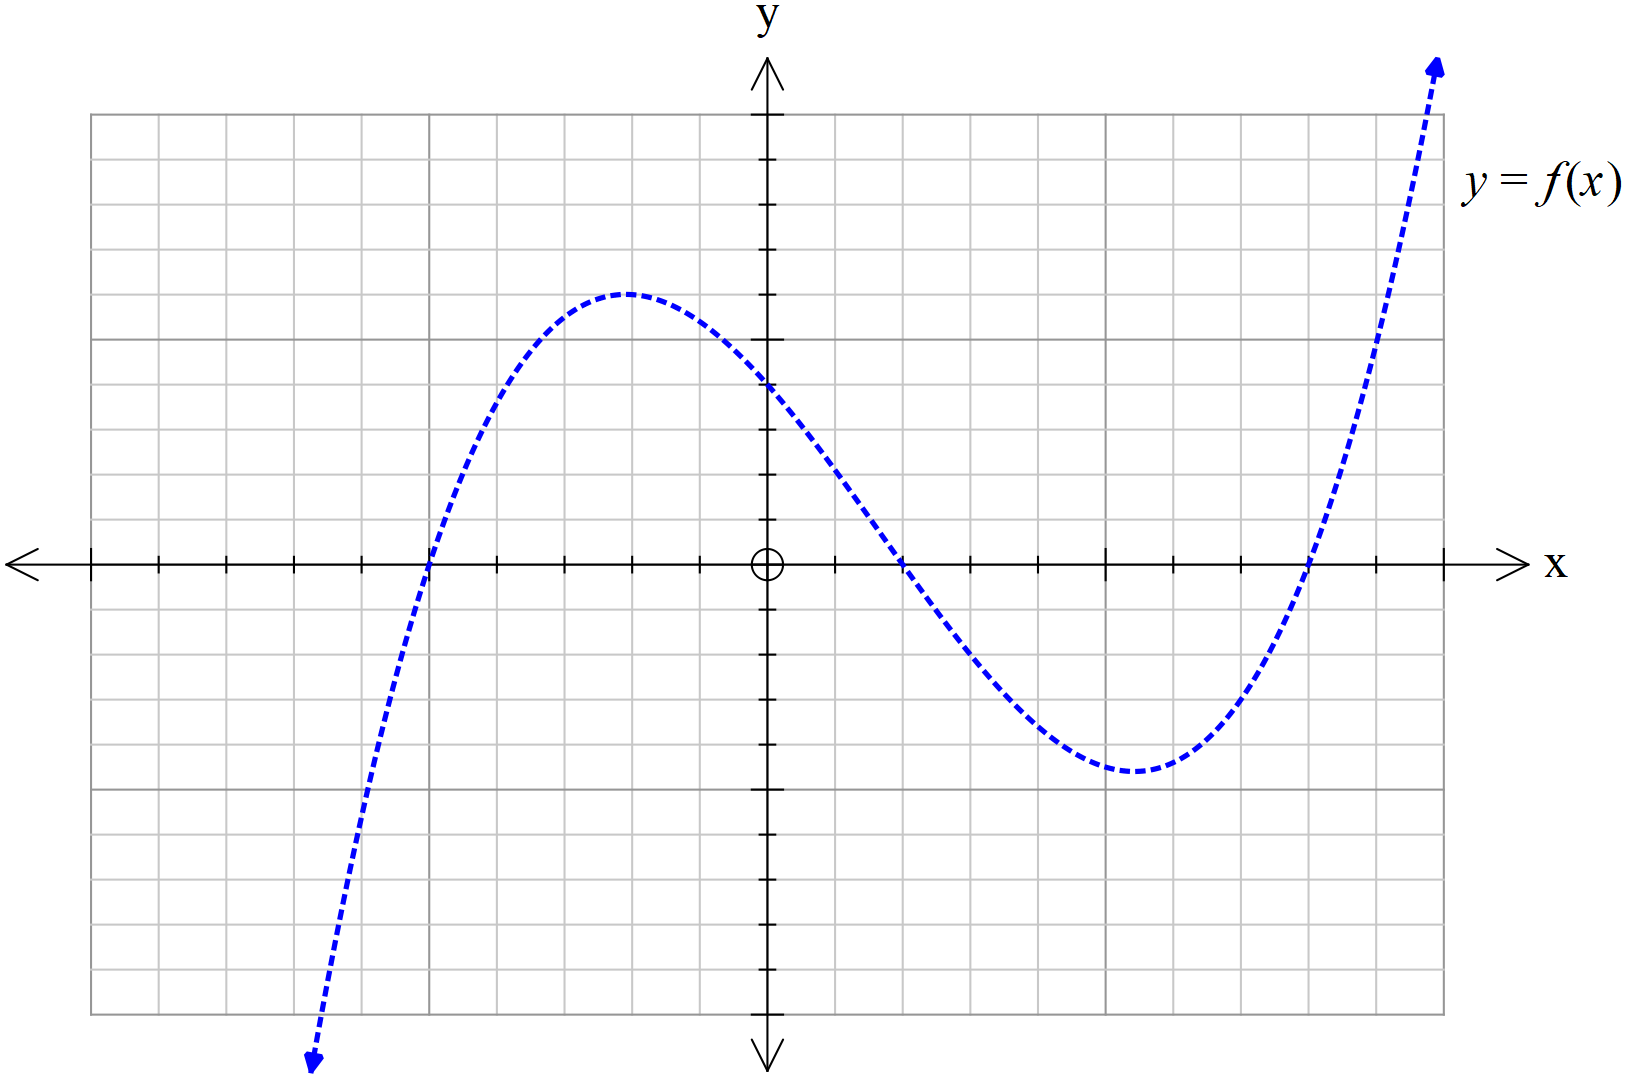 y
y = f(x)
x